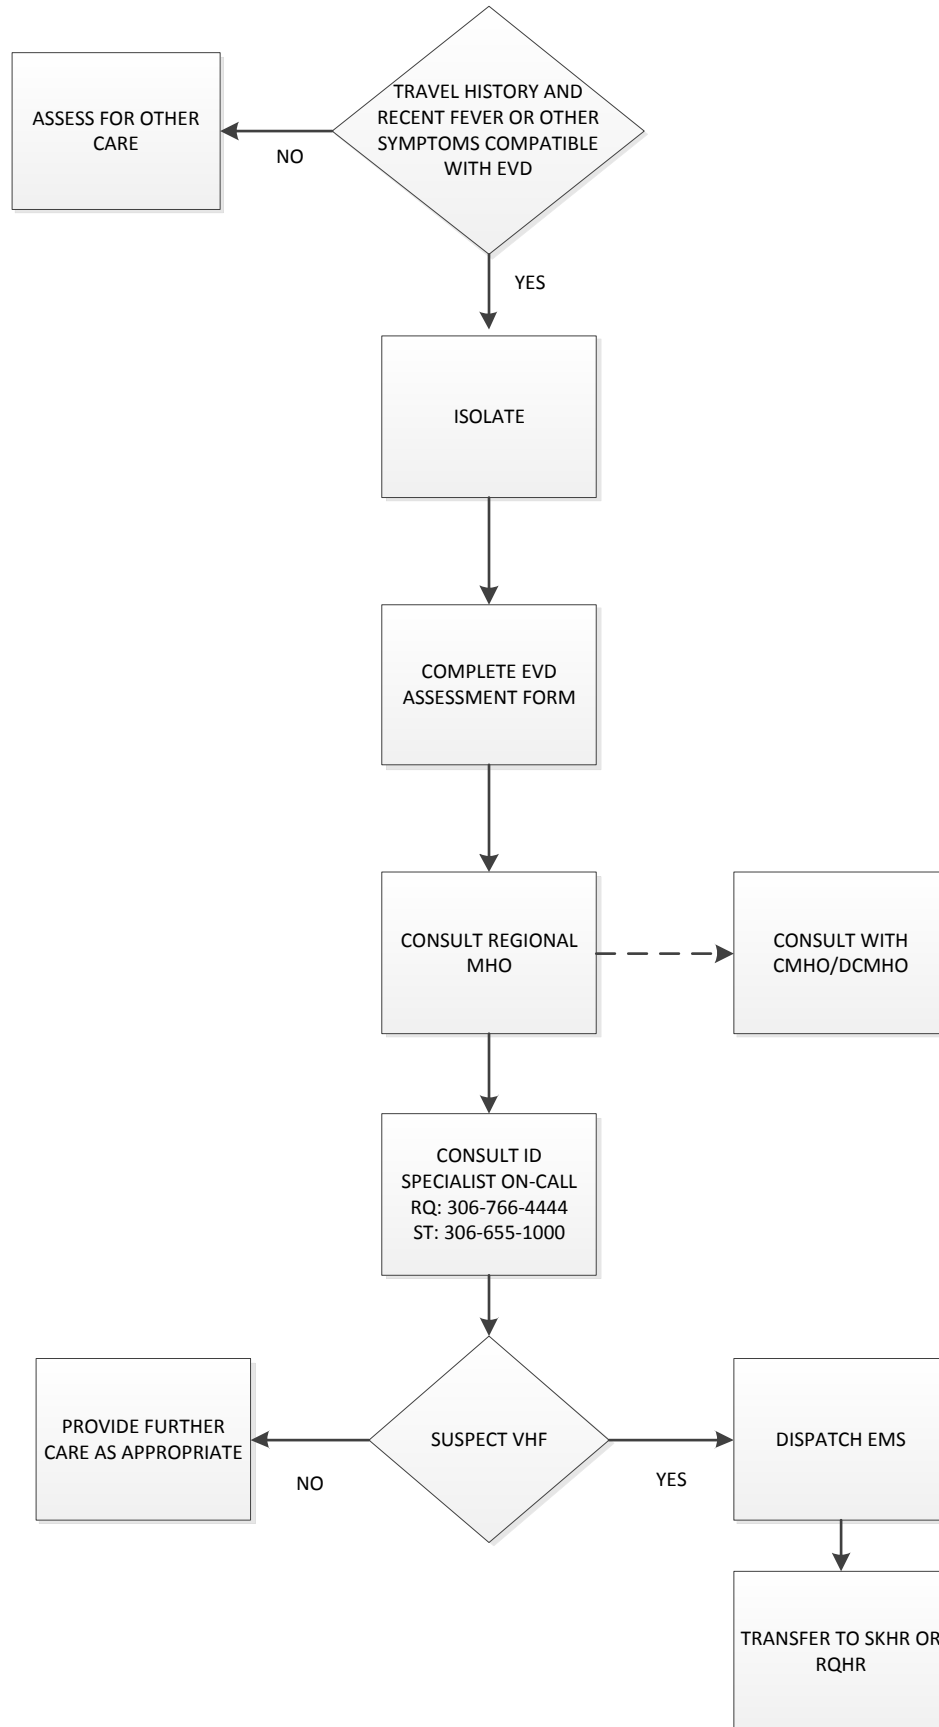 TRAVEL HISTORY AND
RECENT FEVER OR OTHER
SYMPTOMS COMPATIBLE
WITH EVD
ASSESS FOR OTHER
CARE
NO
YES
ISOLATE
COMPLETE EVD
ASSESSMENT FORM
CONSULT REGIONAL
MHO
CONSULT WITH
CMHO/DCMHO
CONSULT ID
SPECIALIST ON-CALL
RQ: 306-766-4444
ST: 306-655-1000
SUSPECT VHF
NO
PROVIDE FURTHER
CARE AS APPROPRIATE
YES
DISPATCH EMS
TRANSFER TO SKHR OR
RQHR